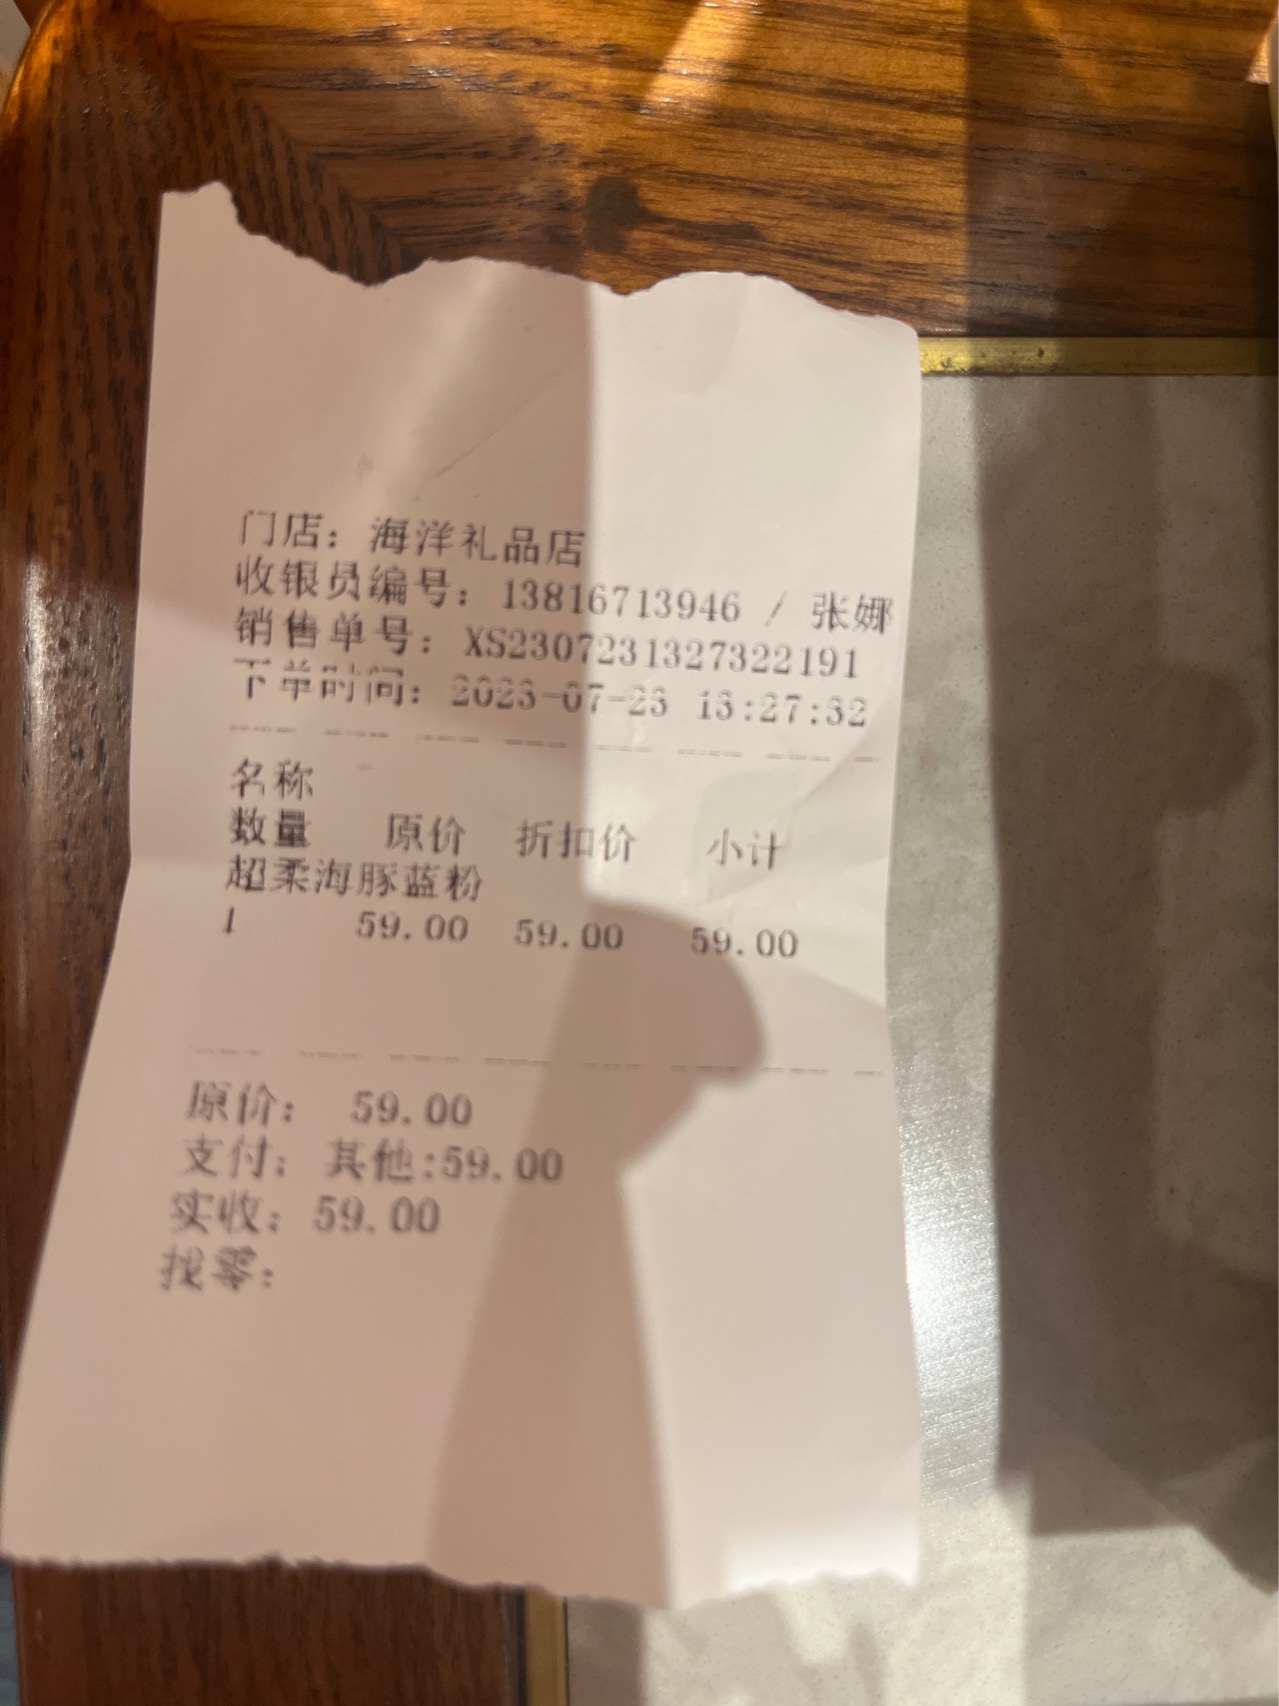 门店：海洋礼品店
收银员编号：13816713946 / 张娜
销售单号：XS2307231327322191
下单时间：2023-07-23 13:27:32
名称
数量 原价 折扣价 小计
超柔海豚蓝粉
1 59.00 59.00 59.00
原价： 59.00
支付： 其他:59.00
实收：59.00
找零：